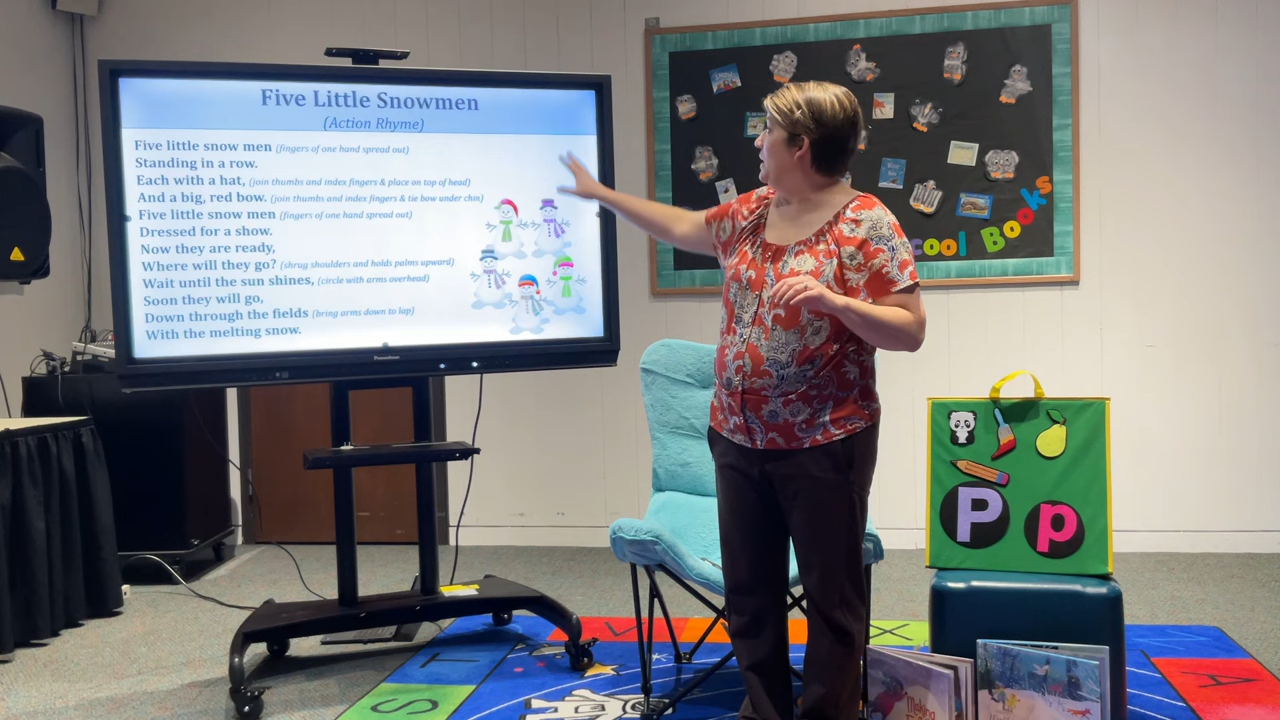 Five Little Snowmen
(Action Rhyme)
Five little snow men (fingers of one hand spread out)
Standing in a row.
Each with a hat, (join thumbs and index fingers & place on top of head)
And a big, red bow. (join thumbs and index fingers & tie bow under chin)
Five little snow men (fingers of one hand spread out)
Dressed for a show.
Now they are ready,
Where will they go? (shrug shoulders and holds palms upward)
Wait until the sun shines, (circle with arms overhead)
Soon they will go,
Down through the fields (bring arms down to lap)
With the melting snow.
Promethean
cool Books
P p
V X
T
S
A
Making